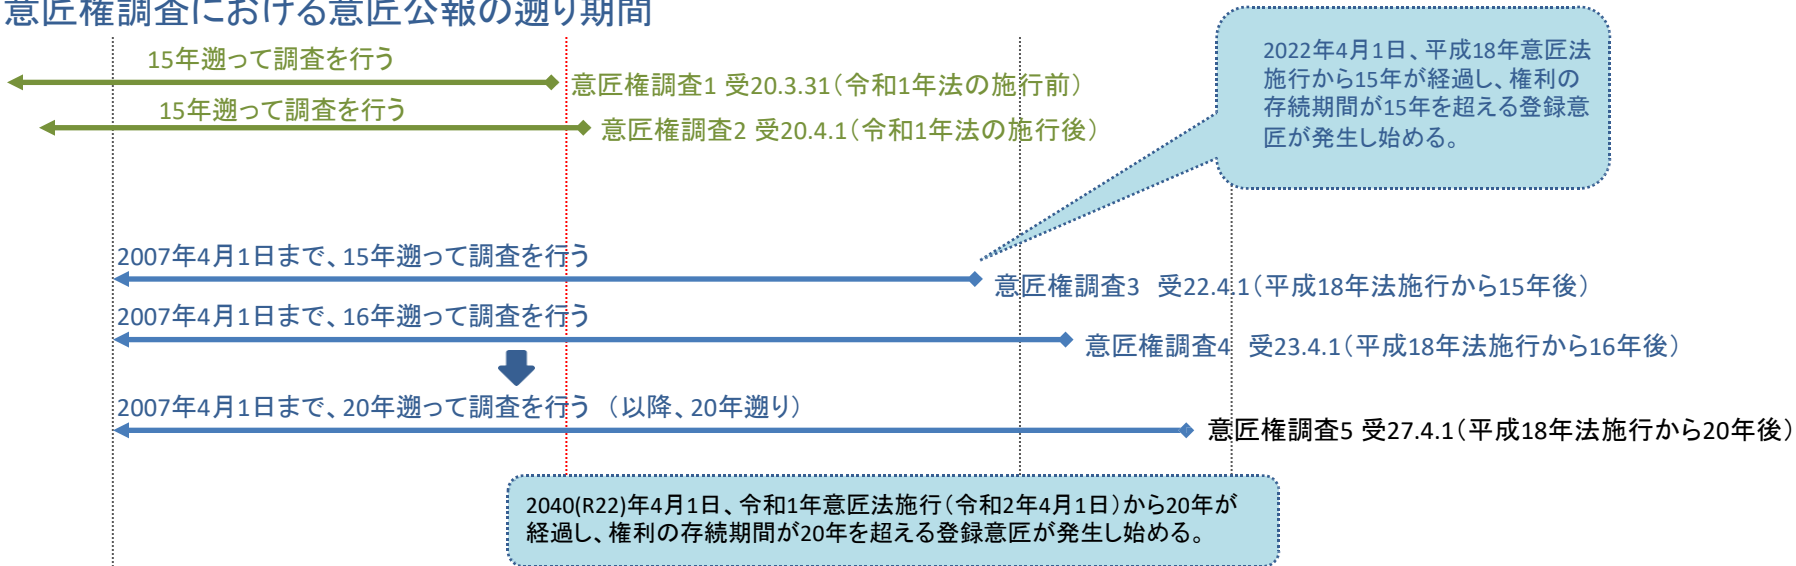 意匠権調査における意匠公報の遡り期間
15年遡って調査を行う
意匠権調査1 受20.3.31（令和1年法の施行前）
15年遡って調査を行う
意匠権調査2 受20.4.1（令和1年法の施行後）
2022年4月1日、平成18年意匠法
施行から15年が経過し、権利の
存続期間が15年を超える登録意
匠が発生し始める。
2007年4月1日まで、15年遡って調査を行う
意匠権調査3 受22.4.1（平成18年法施行から15年後）
2007年4月1日まで、16年遡って調査を行う
意匠権調査4 受23.4.1（平成18年法施行から16年後）
2007年4月1日まで、20年遡って調査を行う （以降、20年遡り）
意匠権調査5 受27.4.1（平成18年法施行から20年後）
2040(R22)年4月1日、令和1年意匠法施行（令和2年4月1日）から20年が
経過し、権利の存続期間が20年を超える登録意匠が発生し始める。